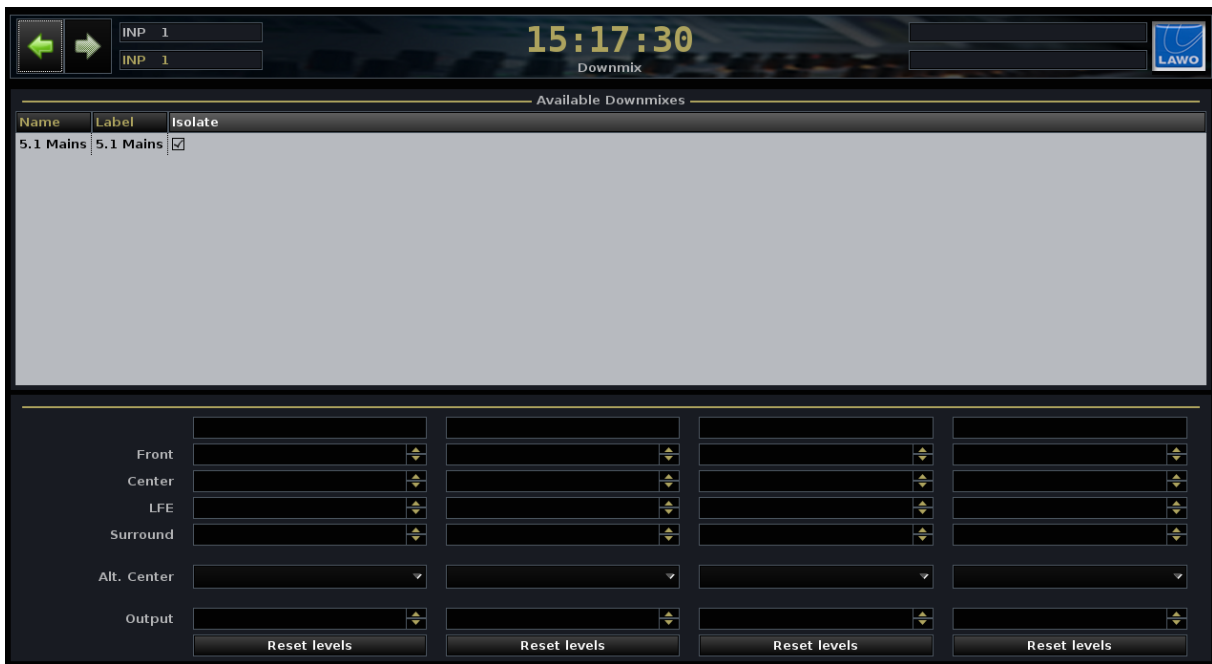 INP 1
INP 1
15:17:30
Downmix
LAWO
Available Downmixes
Name Label Isolate
5.1 Mains 5.1 Mains
Front
Center
LFE
Surround
Alt. Center
Output
Reset levels Reset levels Reset levels Reset levels